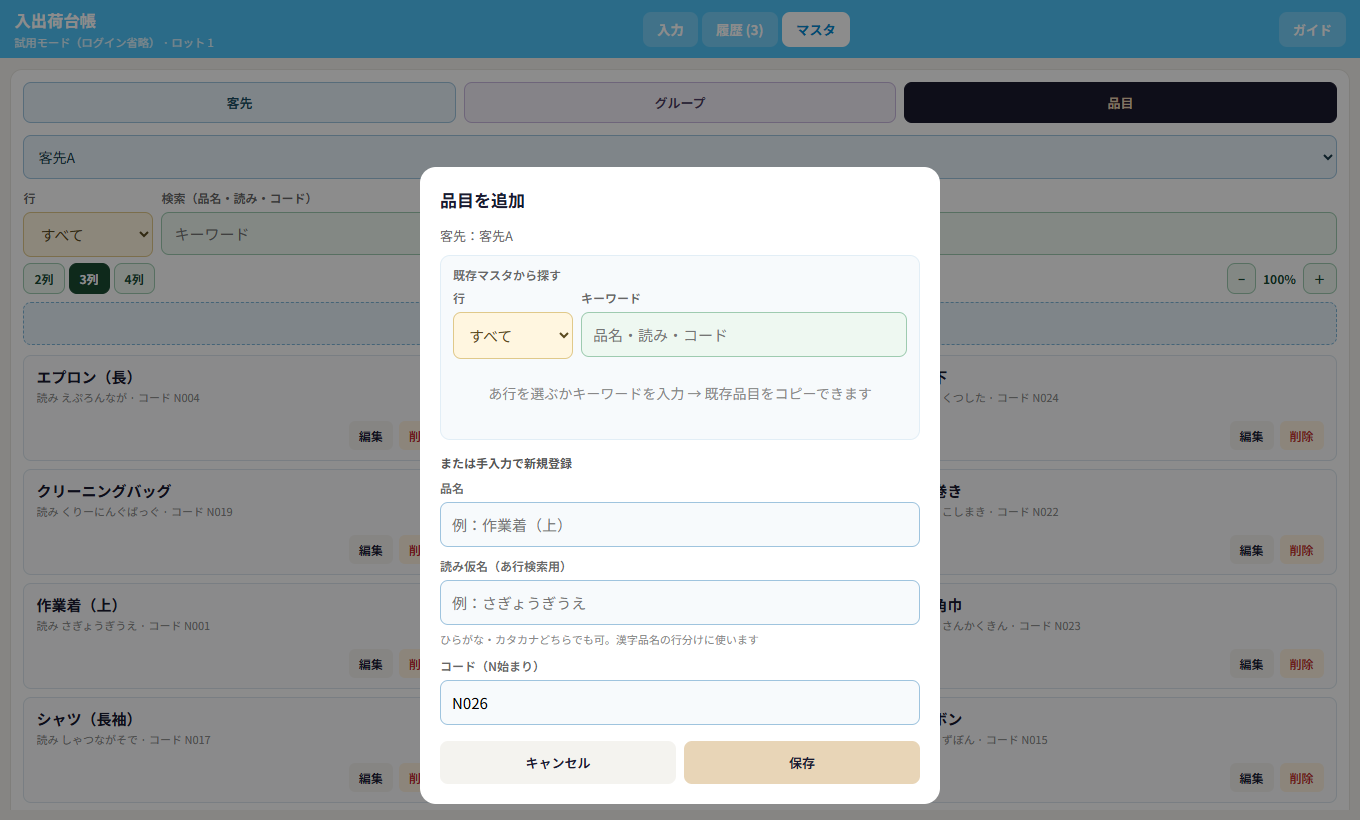 入出荷台帳
試用モード（ログイン省略）・ロット 1
入力
履歴 (3)
マスタ
ガイド
客先
グループ
品目
客先A
行
検索（品名・読み・コード）
すべて
キーワード
2列
3列
4列
−
100%
+
エプロン（長）
読み えぷろんなが・コード N004
編集
削
下
くつした・コード N024
編集
削除
クリーニングバッグ
読み くりーにんぐばっぐ・コード N019
編集
削
巻き
こしまき・コード N022
編集
削除
作業着（上）
読み さぎょうぎうえ・コード N001
編集
削
角巾
さんかくきん・コード N023
編集
削除
シャツ（長袖）
読み しゃつながそで・コード N017
編集
削
ボン
ずぼん・コード N015
編集
削除
品目を追加
客先：客先A
既存マスタから探す
行
キーワード
すべて
品名・読み・コード
あ行を選ぶかキーワードを入力 → 既存品目をコピーできます
または手入力で新規登録
品名
例：作業着（上）
読み仮名（あ行検索用）
例：さぎょうぎうえ
ひらがな・カタカナどちらでも可。漢字品名の行分けに使います
コード（N始まり）
N026
キャンセル
保存